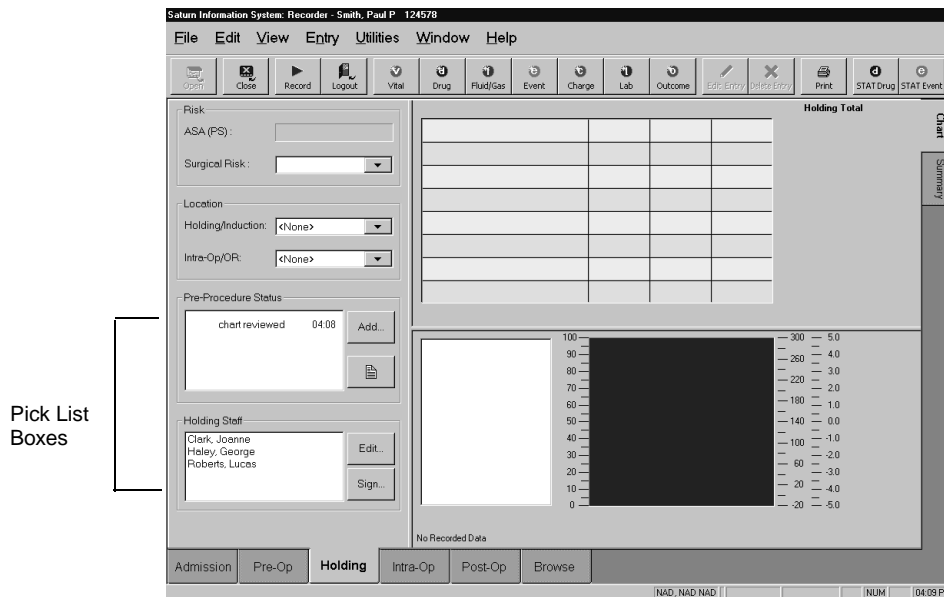 Saturn Information System: Recorder - Smith, Paul P 124578
File Edit View Entry Utilities Window Help
Open Close Record Logout Vital Drug Fluid/Gas Event Charge Lab Outcome Edit Entry Delete Entry Print STAT Drug STAT Event
Risk
ASA (PS) :
Surgical Risk :
Location
Holding/Induction: <None>
Intra-Op/OR: <None>
Pre-Procedure Status
chart reviewed 04:08 Add...
Holding Staff
Clark, Joanne
Haley, George
Roberts, Lucas
Edit...
Sign...
Pick List
Boxes
Holding Total
Chart
Summary
100 300 5.0
90 260 4.0
80 220 3.0
70 180 2.0
60 140 1.0
50 100 0.0
40 60 -1.0
30 20 -2.0
20 -20 -3.0
10 -4.0
0 -5.0
No Recorded Data
Admission Pre-Op Holding Intra-Op Post-Op Browse
NAD, NAD NAD NUM 04:09 P